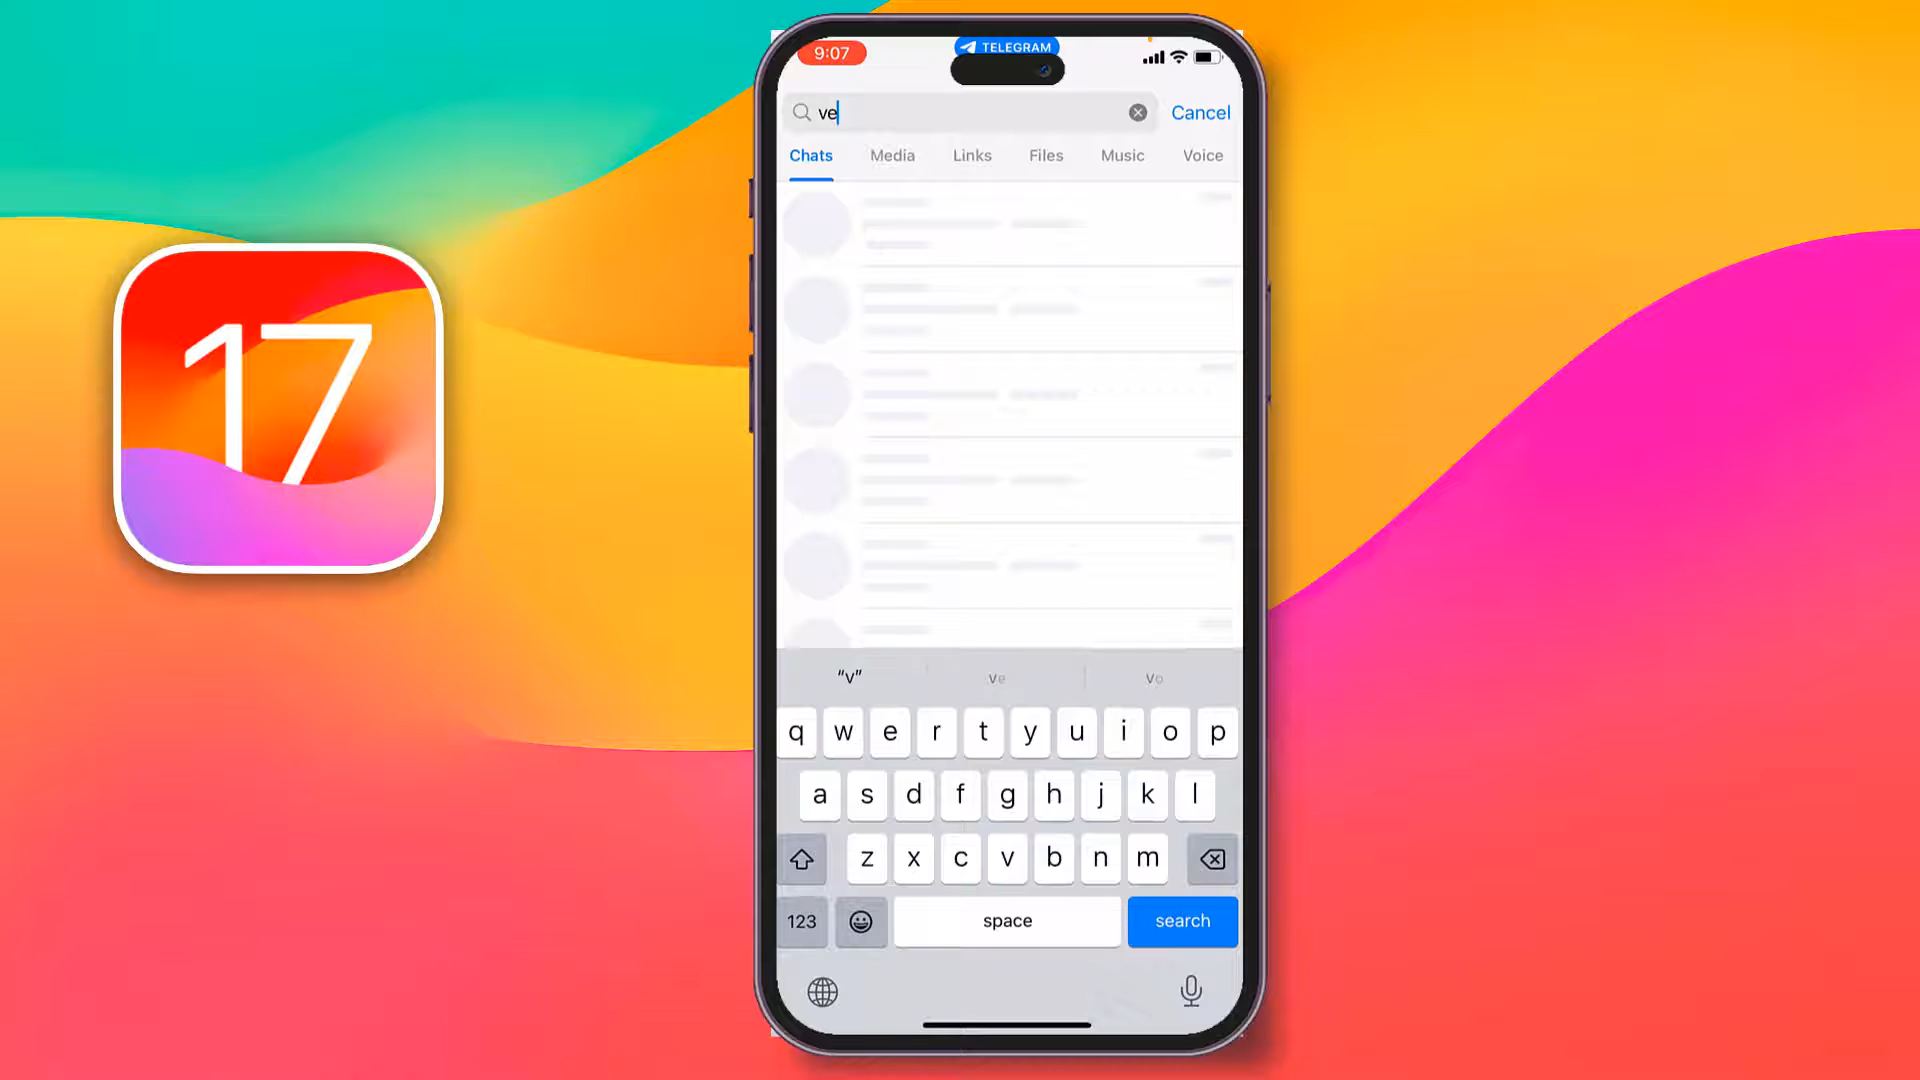 9:07
TELEGRAM
ve
Cancel
Chats
Media
Links
Files
Music
Voice
17
"v"
ve
vo
q w e r t y u i o p
a s d f g h j k l
z x c v b n m
123
space
search